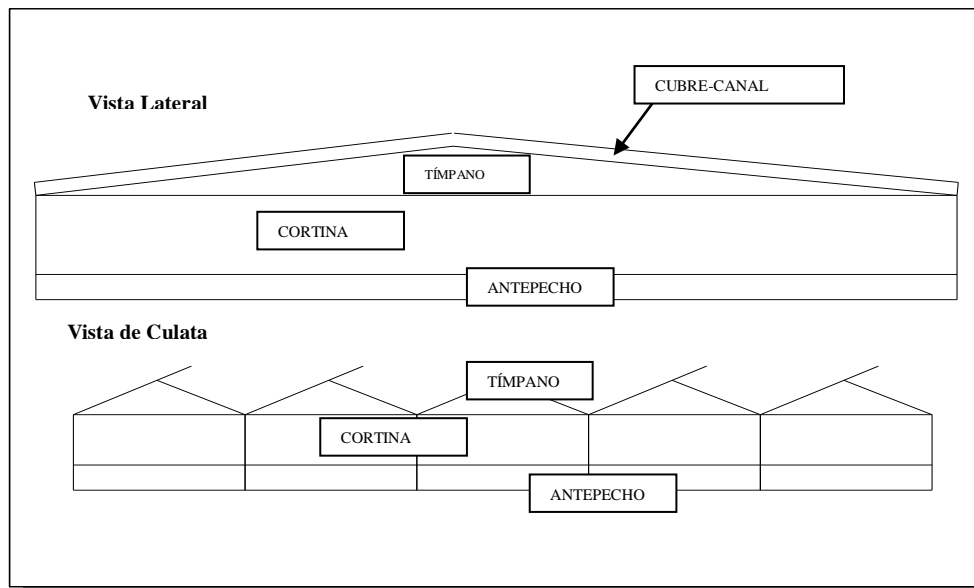 CUBRE-CANAL
Vista Lateral
TÍMPANO
CORTINA
ANTEPECHO
Vista de Culata
TÍMPANO
CORTINA
ANTEPECHO